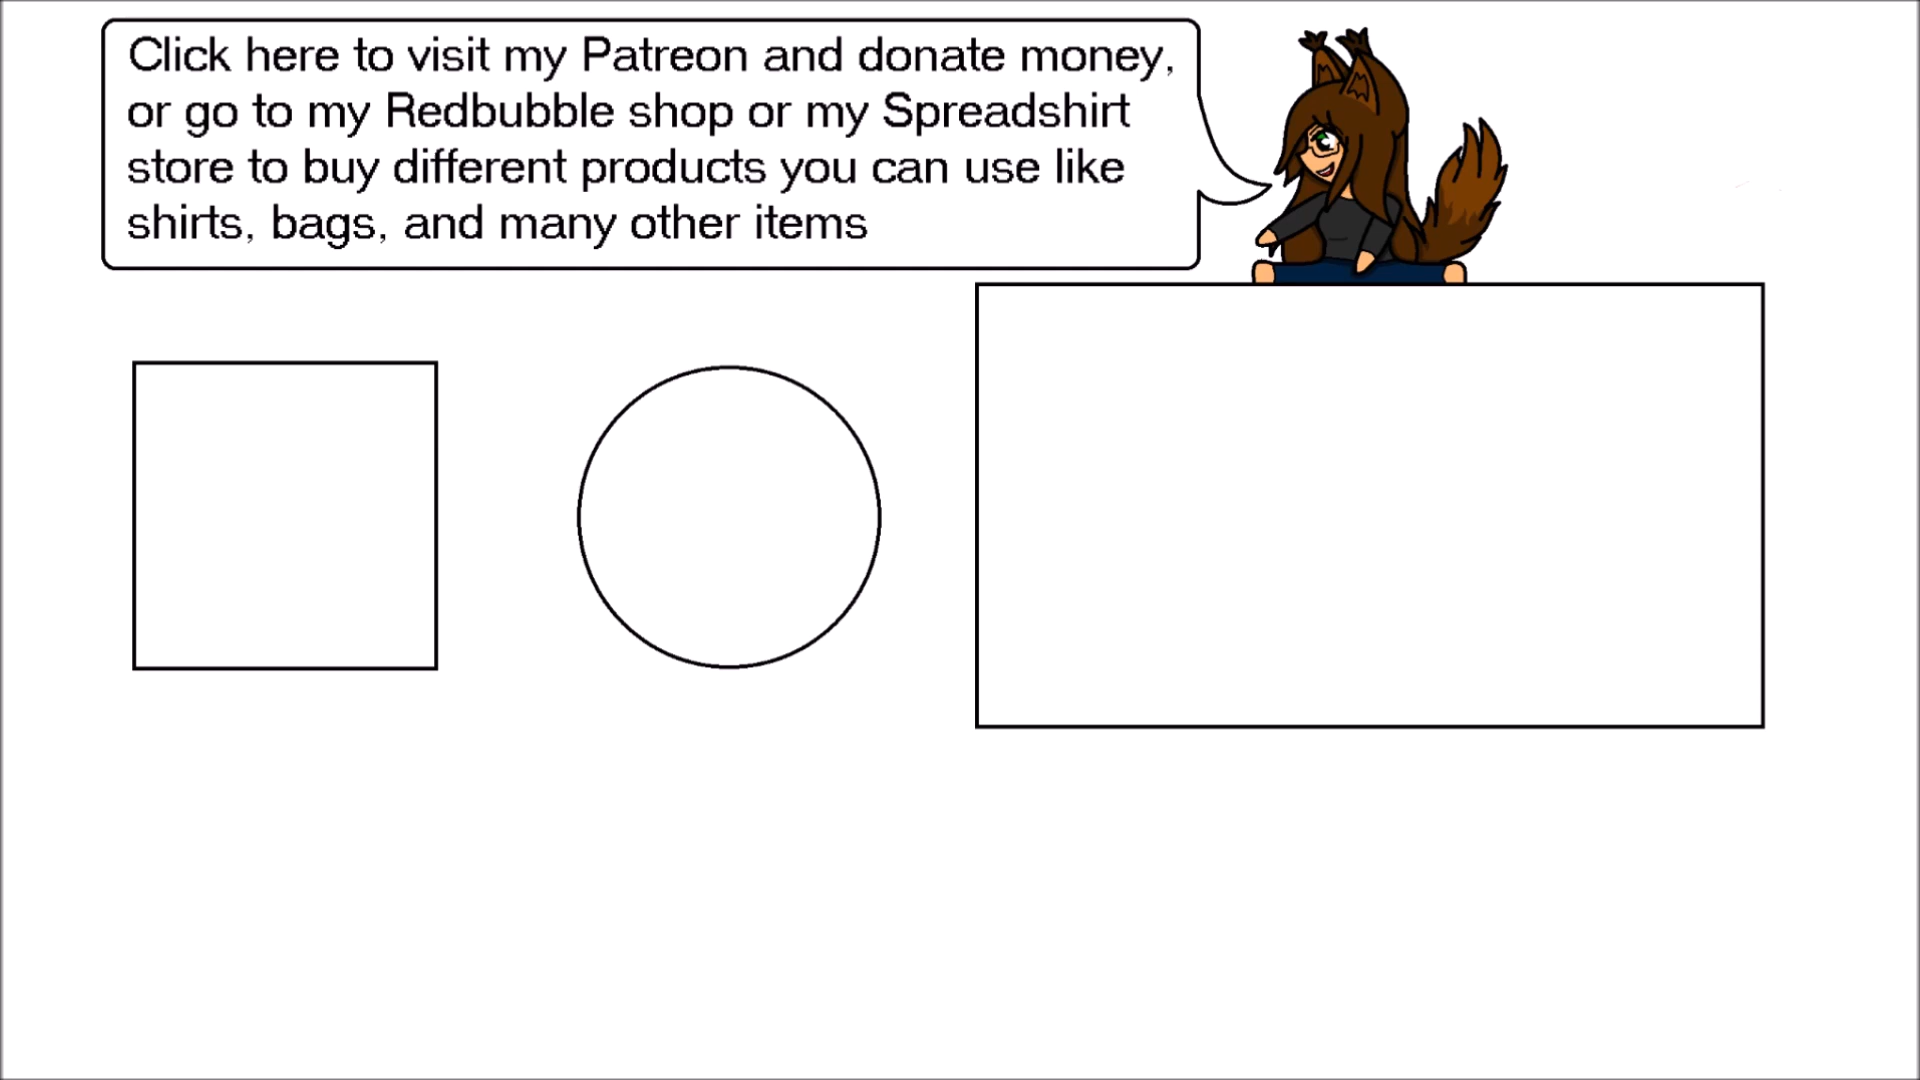 Click here to visit my Patreon and donate money,
or go to my Redbubble shop or my Spreadshirt
store to buy different products you can use like
shirts, bags, and many other items